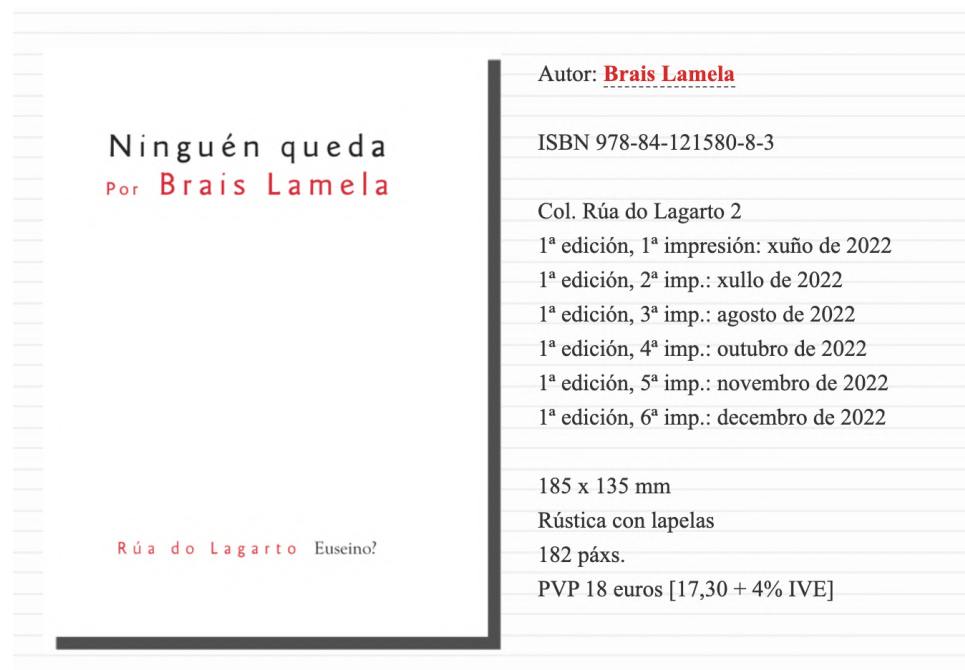 Ninguén queda
Por Brais Lamela
Rúa do Lagarto Euseino?
Autor: Brais Lamela
ISBN 978-84-121580-8-3
Col. Rúa do Lagarto 2
1ª edición, 1ª impresión: xuño de 2022
1ª edición, 2ª imp.: xullo de 2022
1ª edición, 3ª imp.: agosto de 2022
1ª edición, 4ª imp.: outubro de 2022
1ª edición, 5ª imp.: novembro de 2022
1ª edición, 6ª imp.: decembro de 2022
185 x 135 mm
Rústica con lapelas
182 páxs.
PVP 18 euros [17,30 + 4% IVE]